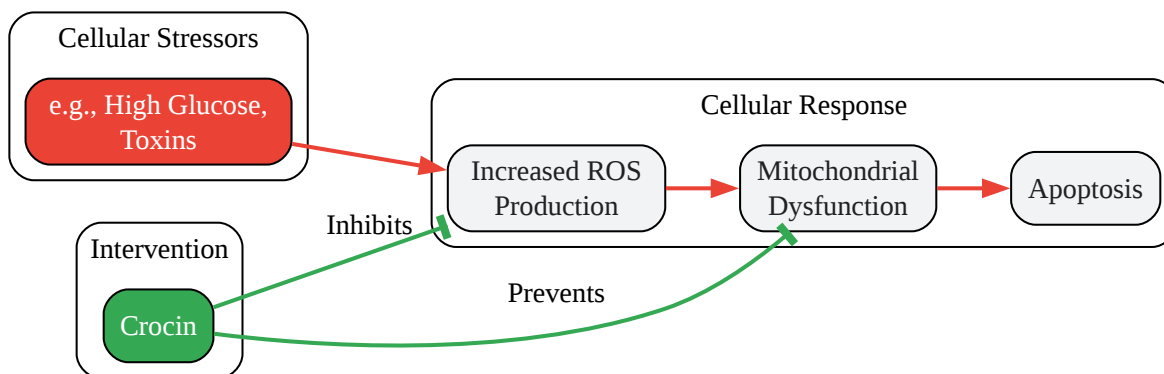 Cellular Stressors
e.g., High Glucose,
Toxins
Cellular Response
Increased ROS
Production
Mitochondrial
Dysfunction
Apoptosis
Inhibits
Intervention
Prevents
Crocin